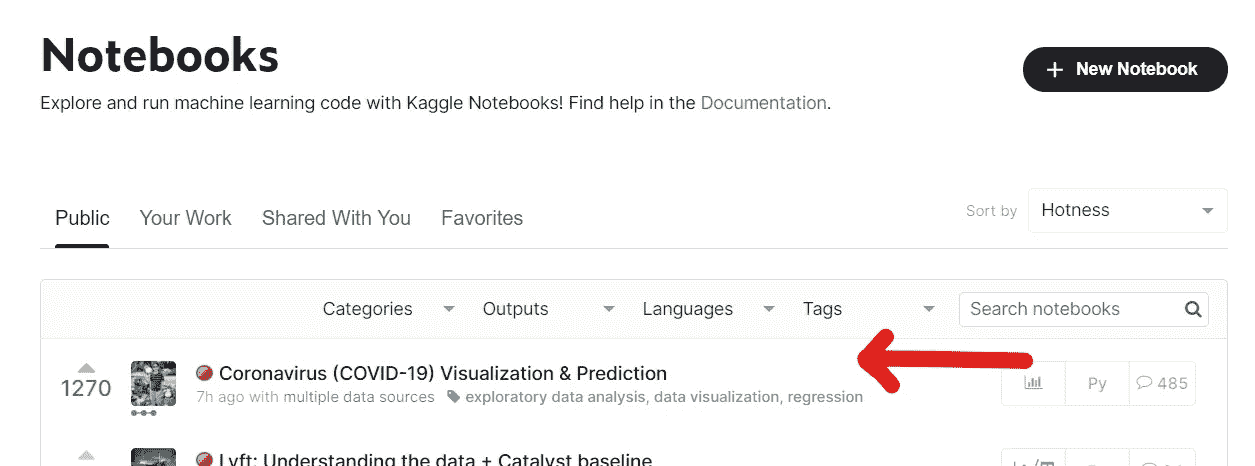 Notebooks
+ New Notebook
Explore and run machine learning code with Kaggle Notebooks! Find help in the Documentation.
Public Your Work Shared With You Favorites
Sort by Hotness
Categories Outputs Languages Tags Search notebooks
1270
Coronavirus (COVID-19) Visualization & Prediction
7h ago with multiple data sources exploratory data analysis, data visualization, regression
Py 485
Lyft: Understanding the data + Catalyst baseline